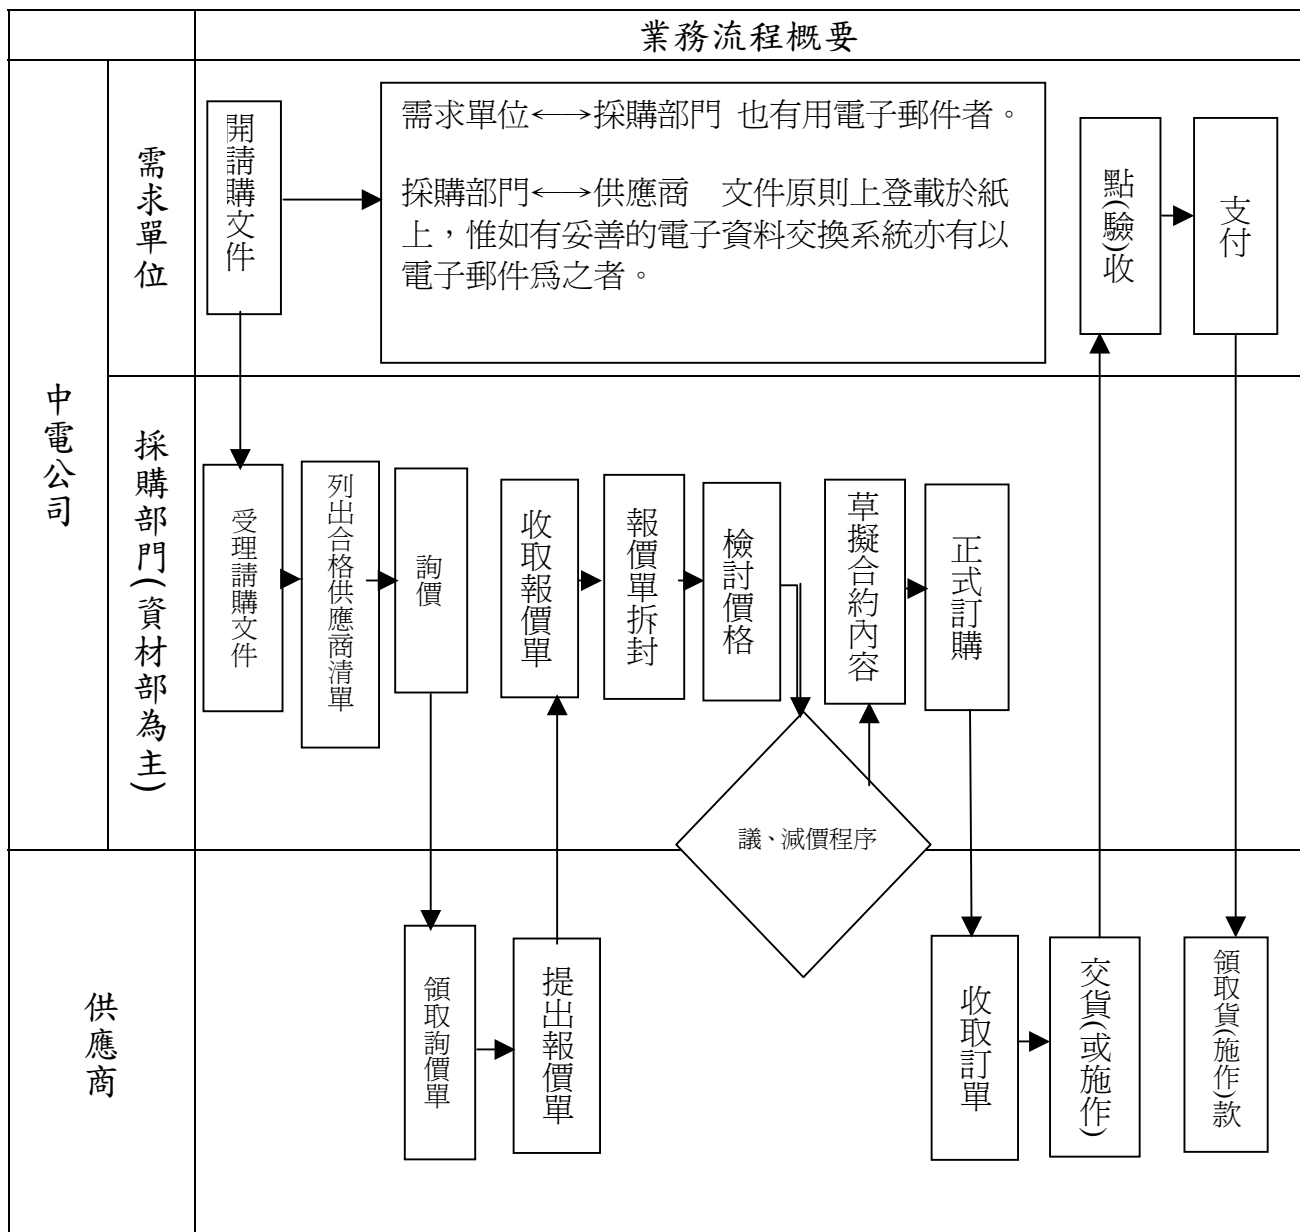 業務流程概要
中電公司
需求單位
開請購文件
需求單位←→採購部門 也有用電子郵件者。
採購部門←→供應商 文件原則上登載於紙
上，惟如有妥善的電子資料交換系統亦有以
電子郵件為之者。
點(驗)收
支付
採購部門(資材部為主)
受理請購文件
列出合格供應商清單
詢價
收取報價單
報價單拆封
檢討價格
草擬合約內容
正式訂購
議、減價程序
供應商
領取詢價單
提出報價單
收取訂單
交貨(或施作)
領取貨(施作)款